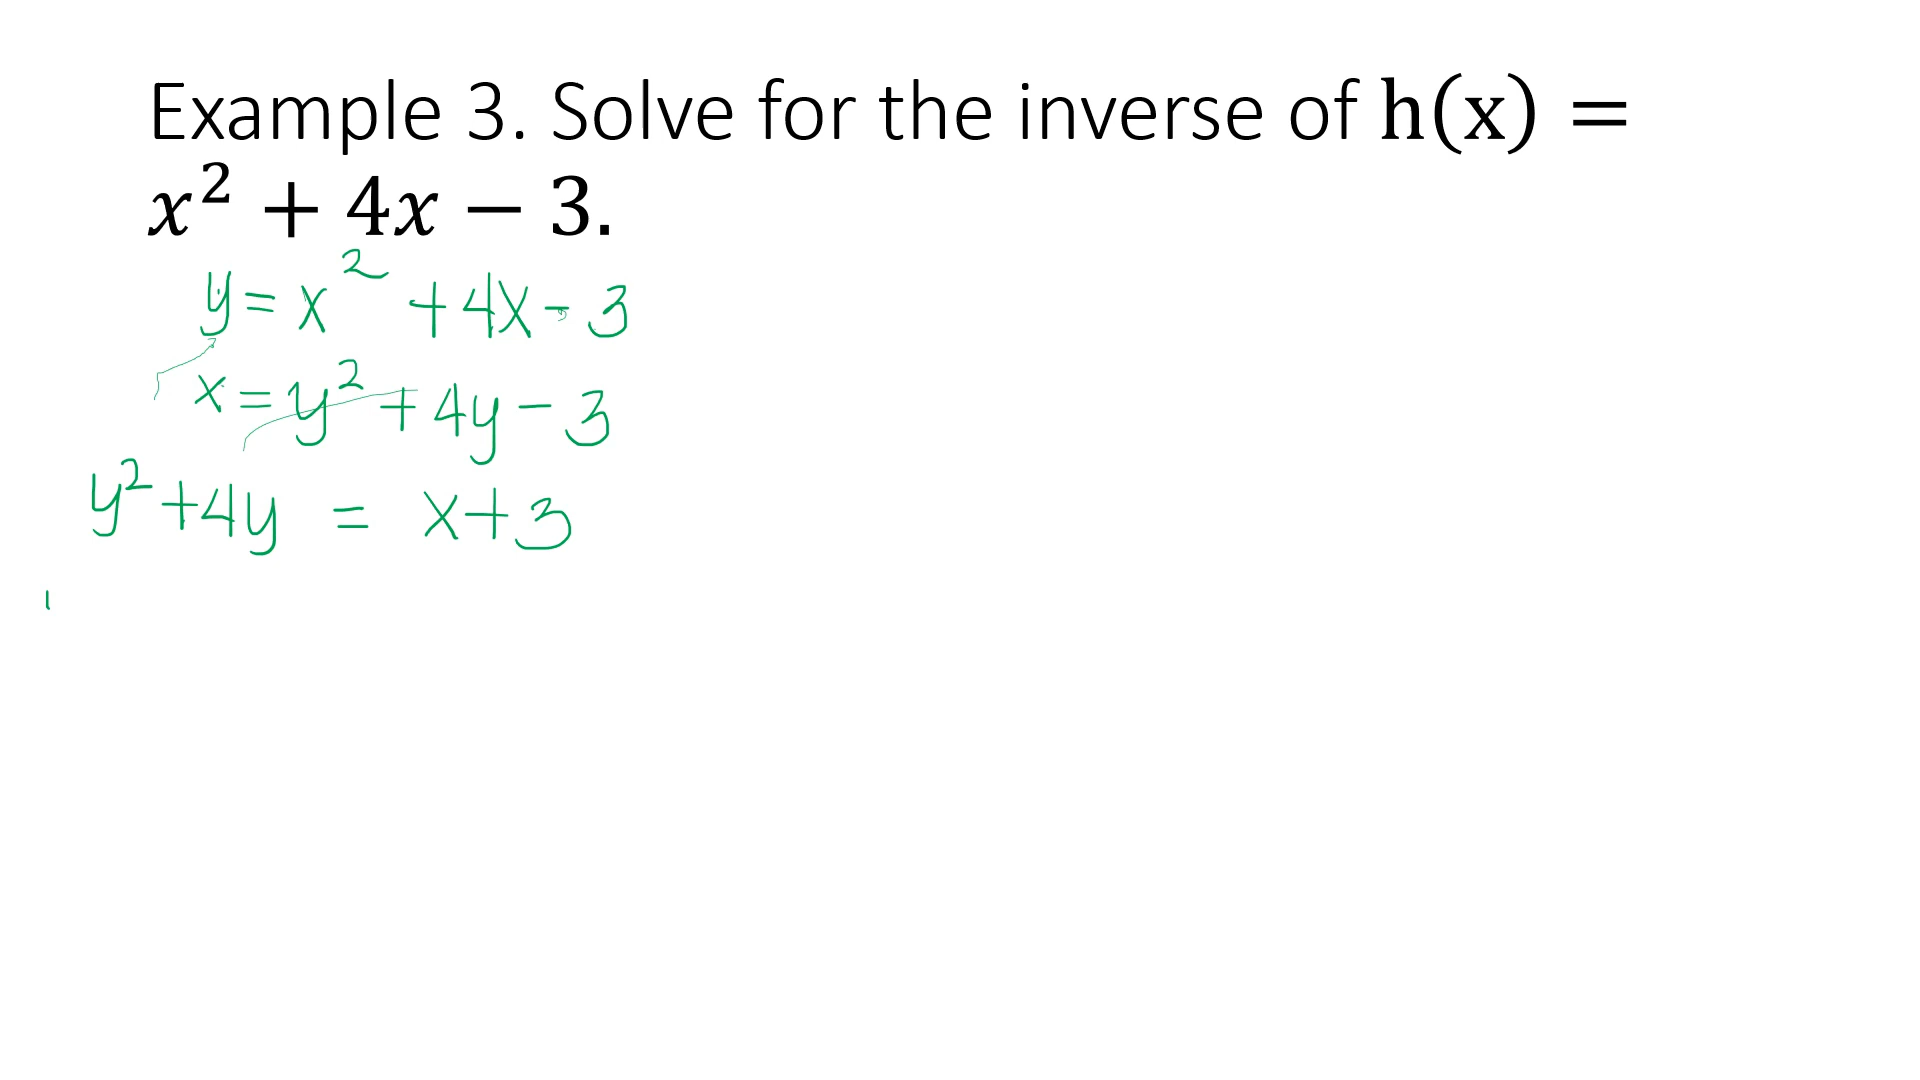 Example 3. Solve for the inverse of h(x) =
x² + 4x − 3.
y = x² + 4x - 3
x = y² + 4y - 3
y² + 4y = x + 3